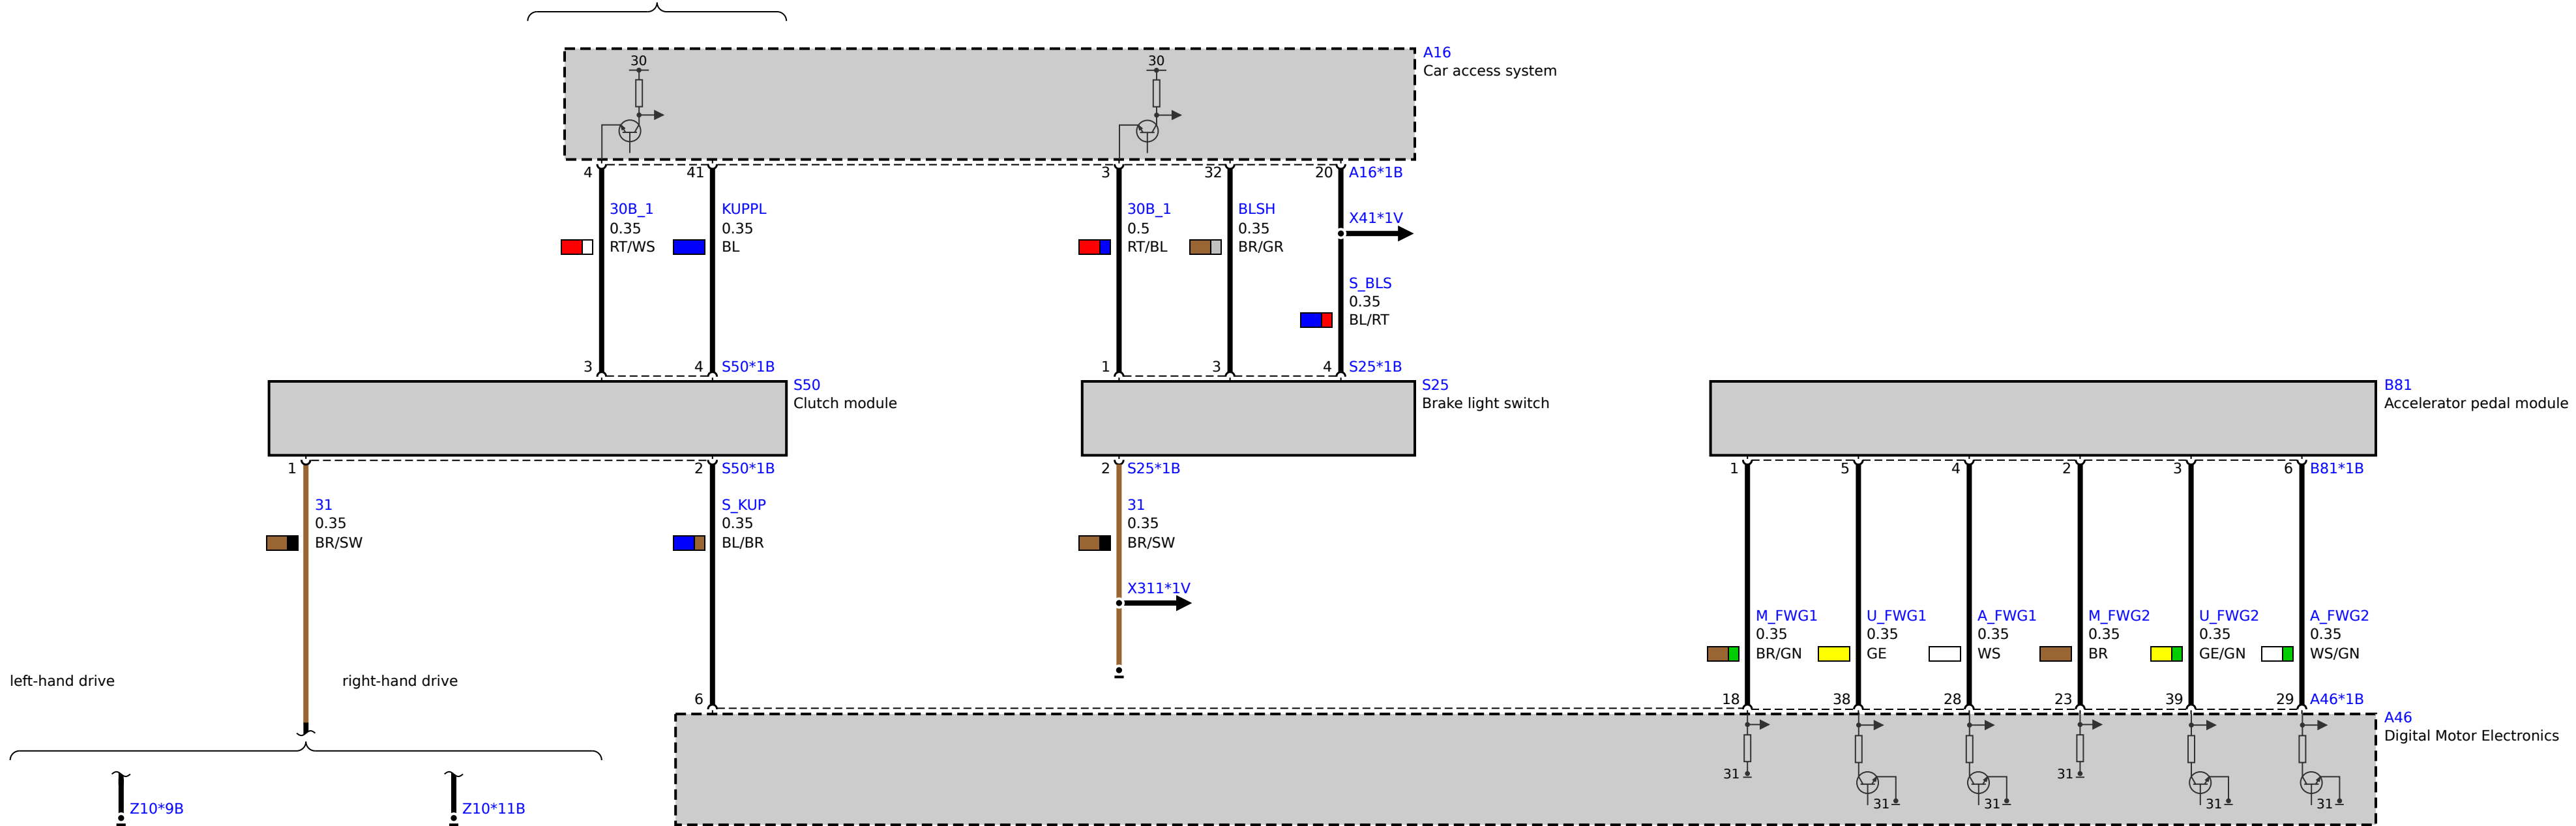 A16
Car access system
30
30
4
41
3
32
20
A16*1B
30B_1
0.35
RT/WS
KUPPL
0.35
BL
30B_1
0.5
RT/BL
BLSH
0.35
BR/GR
X41*1V
S_BLS
0.35
BL/RT
3
4
S50*1B
1
3
4
S25*1B
S50
Clutch module
S25
Brake light switch
B81
Accelerator pedal module
1
2
S50*1B
2
S25*1B
1
5
4
2
3
6
B81*1B
31
0.35
BR/SW
S_KUP
0.35
BL/BR
31
0.35
BR/SW
X311*1V
M_FWG1
0.35
BR/GN
U_FWG1
0.35
GE
A_FWG1
0.35
WS
M_FWG2
0.35
BR
U_FWG2
0.35
GE/GN
A_FWG2
0.35
WS/GN
left-hand drive
right-hand drive
6
18
38
28
23
39
29
A46*1B
A46
Digital Motor Electronics
31
31
31
31
31
31
Z10*9B
Z10*11B